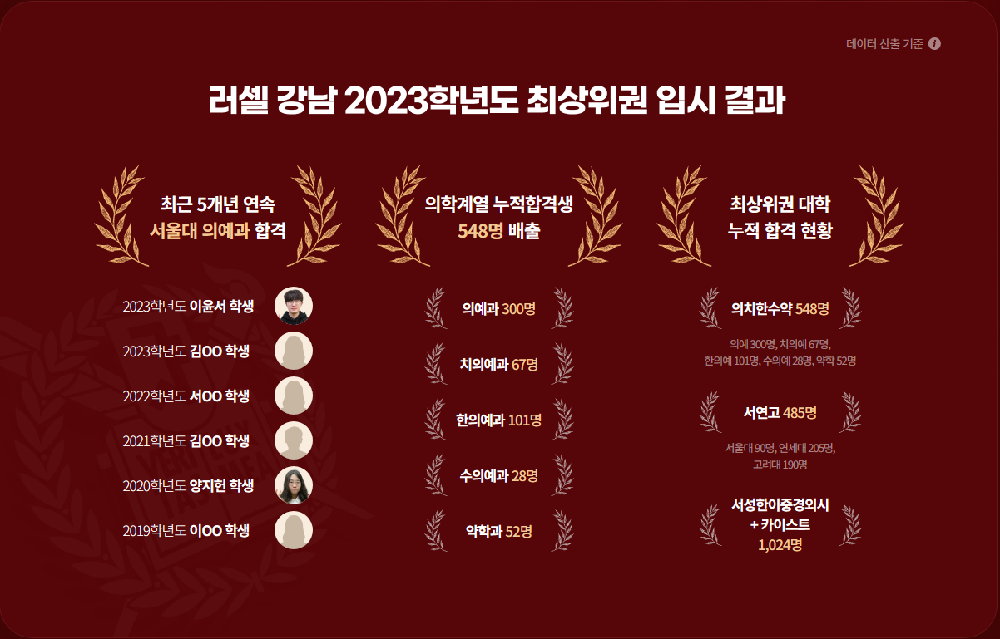 데이터 산출 기준 i
러셀 강남 2023학년도 최상위권 입시 결과
최근 5개년 연속
서울대 의예과 합격
2023학년도 이윤서 학생
2023학년도 김OO 학생
2022학년도 서OO 학생
2021학년도 김OO 학생
2020학년도 양지헌 학생
2019학년도 이OO 학생
의학계열 누적합격생
548명 배출
의예과 300명
치의예과 67명
한의예과 101명
수의예과 28명
약학과 52명
최상위권 대학
누적 합격 현황
의치한수약 548명
의예 300명, 치의예 67명,
한의예 101명, 수의예 28명, 약학 52명
서연고 485명
서울대 90명, 연세대 205명,
고려대 190명
서성한이중경외시
+ 카이스트
1,024명